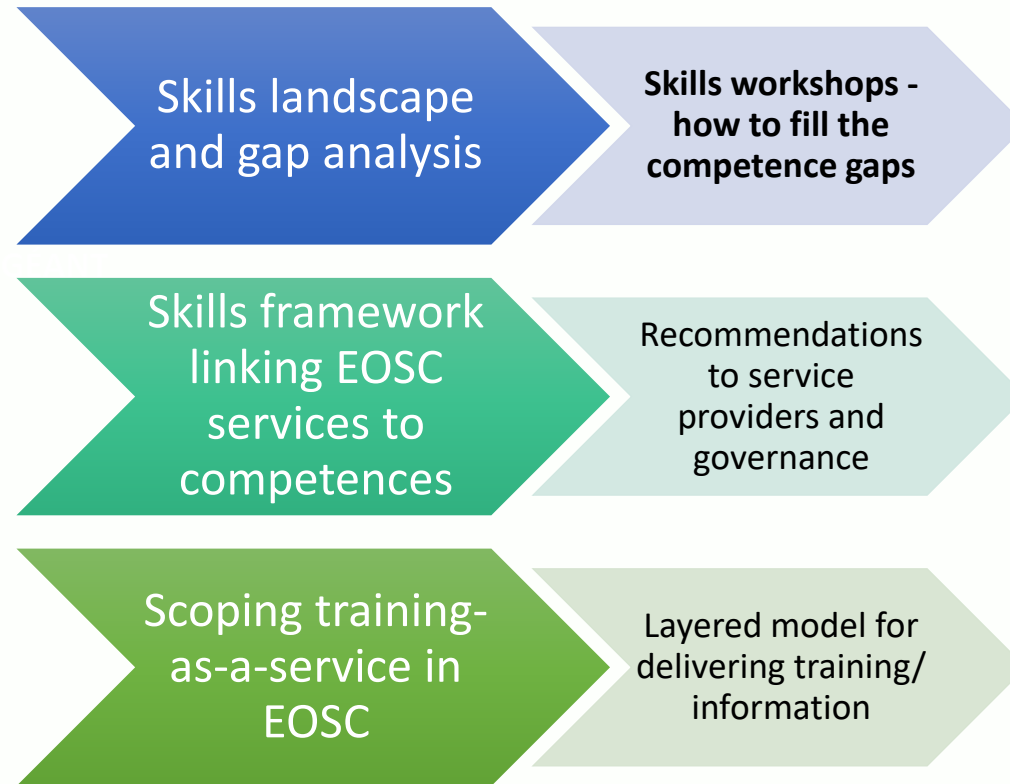 Skills landscape
and gap analysis
Skills workshops -
how to fill the
competence gaps
Skills framework
linking EOSC
services to
competences
Recommendations
to service
providers and
governance
Scoping training-
as-a-service in
EOSC
Layered model for
delivering training/
information